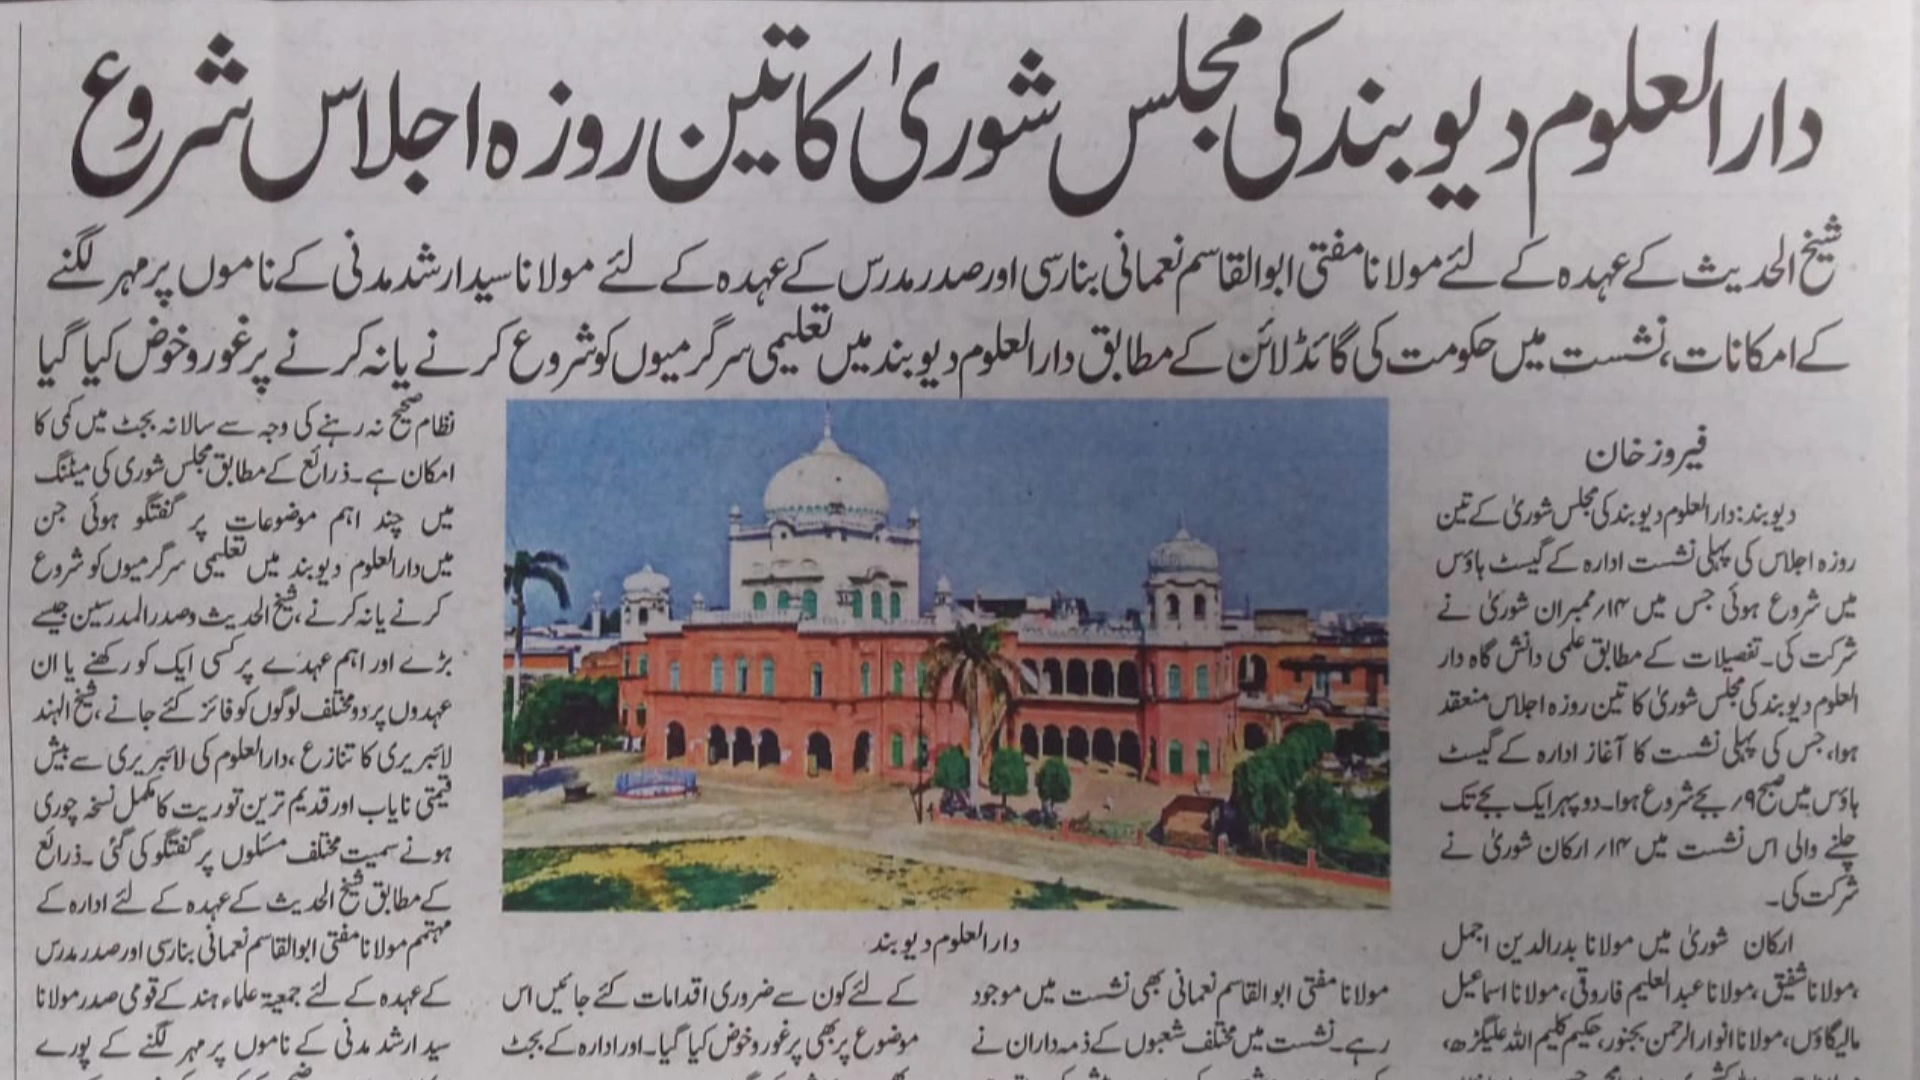 دارالعلوم دیوبند کی مجلس شوریٰ کا تین روزہ اجلاس شروع
شیخ الحدیث کے عہدہ کے لئے مولانا مفتی ابوالقاسم نعمانی بنارسی اور صدر مدرس کے عہدہ کے لئے مولانا سید ارشد مدنی کے ناموں پر مہر لگنے
کے امکانات، نشست میں حکومت کی گائڈ لائن کے مطابق دارالعلوم دیوبند میں تعلیمی سرگرمیوں کو شروع کرنے یا نہ کرنے پر غور و خوض کیا گیا
فیروز خان
دیوبند: دارالعلوم دیوبند کی مجلس شوریٰ کے تین
روزہ اجلاس کی پہلی نشست ادارہ کے گیسٹ ہاؤس
میں شروع ہوئی جس میں ۱۴؍ ممبران شوریٰ نے
شرکت کی۔ تفصیلات کے مطابق علمی دانش گاہ دار
العلوم دیوبند کی مجلس شوریٰ کا تین روزہ اجلاس منعقد
ہوا، جس کی پہلی نشست کا آغاز ادارہ کے گیسٹ
ہاؤس میں صبح ۹؍ بجے شروع ہوا۔ دوپہر ایک بجے تک
چلنے والی اس نشست میں ۱۴؍ ارکان شوریٰ نے
شرکت کی۔
ارکان شوریٰ میں مولانا بدرالدین اجمل
،مولانا شفیق ،مولانا عبدالعلیم فاروقی، مولانا اسماعیل
مالیگاؤں، مولانا انوارالرحمن بجنور، حکیم کلیم اللہ علیگڑھ،
دارالعلوم دیوبند
مولانا مفتی ابوالقاسم نعمانی بھی نشست میں موجود
رہے۔ نشست میں مختلف شعبوں کے ذمہ داران نے
کے لئے کون سے ضروری اقدامات کئے جائیں اس
موضوع پر بھی پر غور و خوض کیا گیا۔ اور ادارہ کے بجٹ
نظام صحیح نہ رہنے کی وجہ سے سالانہ بجٹ میں کمی کا
امکان ہے۔ ذرائع کے مطابق مجلس شوریٰ کی میٹنگ
میں چند اہم موضوعات پر گفتگو ہوئی جن
میں دارالعلوم دیوبند میں تعلیمی سرگرمیوں کو شروع
کرنے یا نہ کرنے ، شیخ الحدیث و صدر المدرسین جیسے
بڑے اور اہم عہدے پر کسی ایک کو رکھنے یا ان
عہدوں پر دو مختلف لوگوں کو فائز کئے جانے، شیخ الہند
لائبریری کا تنازع ، دارالعلوم کی لائبریری سے بیش
قیمتی نایاب اور قدیم ترین توریت کا مکمل نسخہ چوری
ہونے سمیت مختلف مسئلوں پر گفتگو کی گئی ۔ ذرائع
کے مطابق شیخ الحدیث کے عہدہ کے لئے ادارہ کے
مہتمم مولانا مفتی ابوالقاسم نعمانی بنارسی اور صدر مدرس
کے عہدہ کے لئے جمعیۃ علماء ہند کے قومی صدر مولانا
سید ارشد مدنی کے ناموں پر مہر لگنے کے پورے